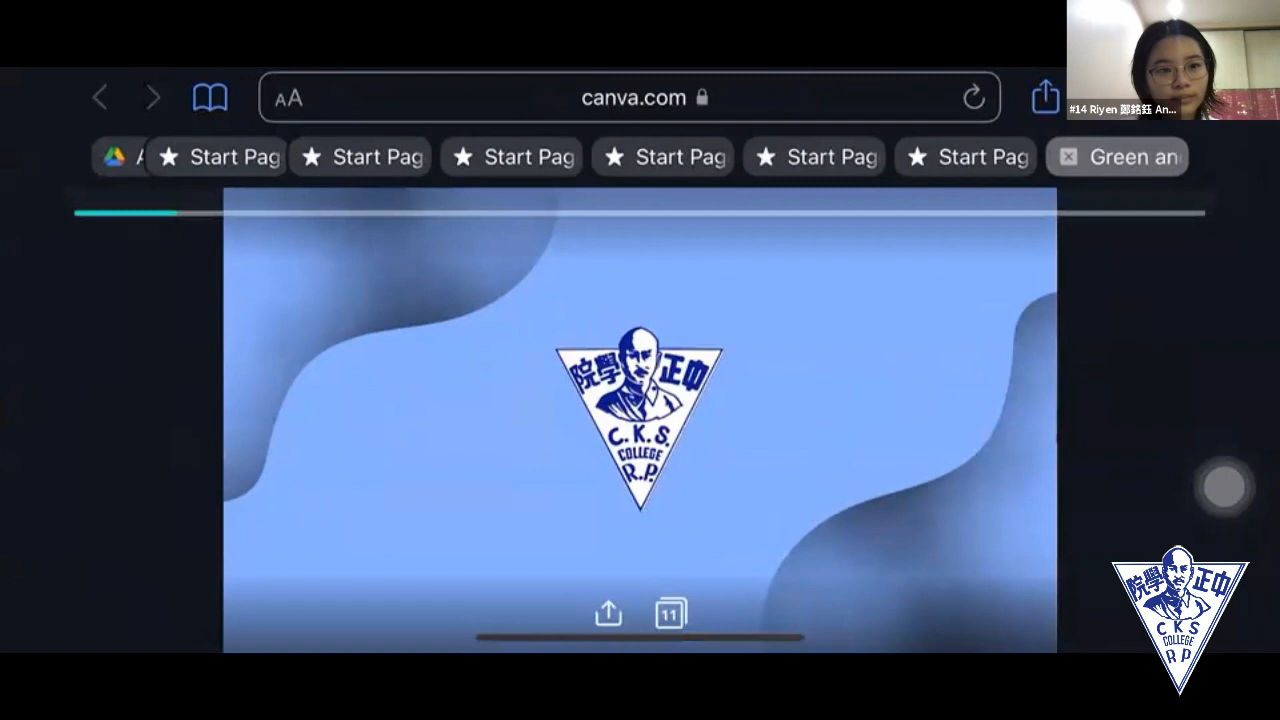 AA
canva.com
#14 Riyen 鄭銘鈺 An...
Start Pag
Start Pag
Start Pag
Start Pag
Start Pag
Start Pag
Green an
院學 正中
C.K.S.
COLLEGE
R.P.
11
院學 正中
C K S
COLLEGE
R P